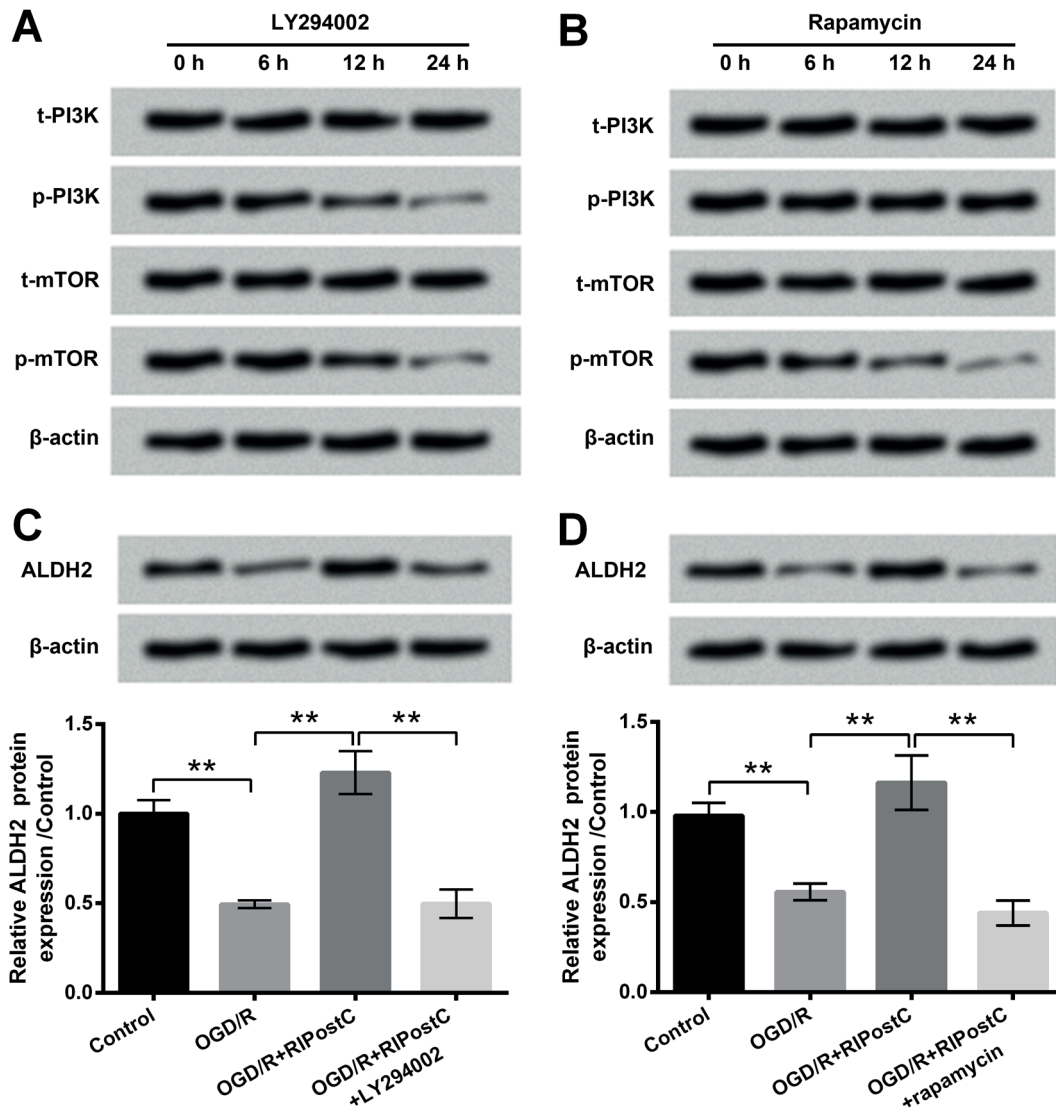 A
LY294002
0 h 6 h 12 h 24 h
t-PI3K
p-PI3K
t-mTOR
p-mTOR
β-actin
B
Rapamycin
0 h 6 h 12 h 24 h
t-PI3K
p-PI3K
t-mTOR
p-mTOR
β-actin
C
ALDH2
β-actin
Relative ALDH2 protein
expression /Control
1.5
1.0
0.5
0.0
**
**
**
Control
OGD/R
OGD/R+RIPostC
OGD/R+RIPostC
+LY294002
D
ALDH2
β-actin
Relative ALDH2 protein
expression /Control
1.5
1.0
0.5
0.0
**
**
**
Control
OGD/R
OGD/R+RIPostC
OGD/R+RIPostC
+rapamycin